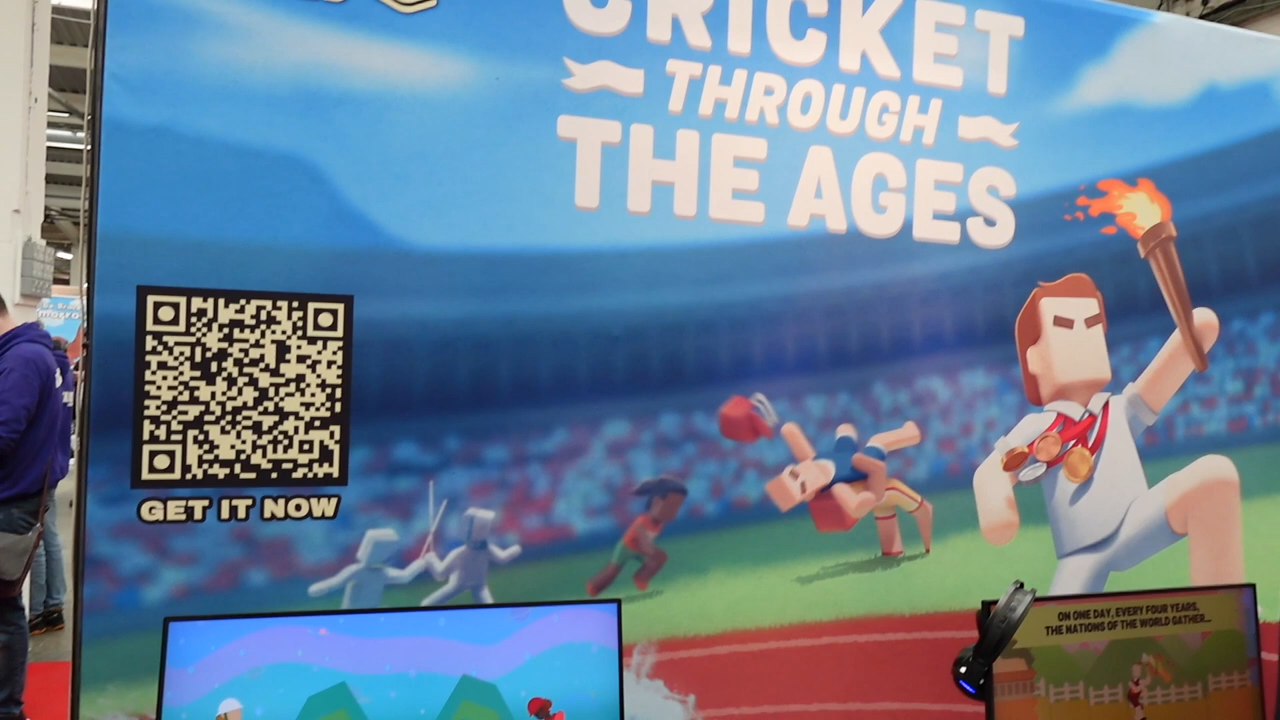 CRICKET
THROUGH
THE AGES
GET IT NOW
ON ONE DAY, EVERY FOUR YEARS,
THE NATIONS OF THE WORLD GATHER...